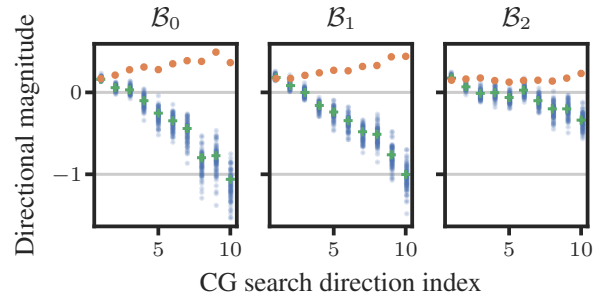 𝓑₀ 𝓑₁ 𝓑₂
Directional magnitude
0
−1
5 10 5 10 5 10
CG search direction index